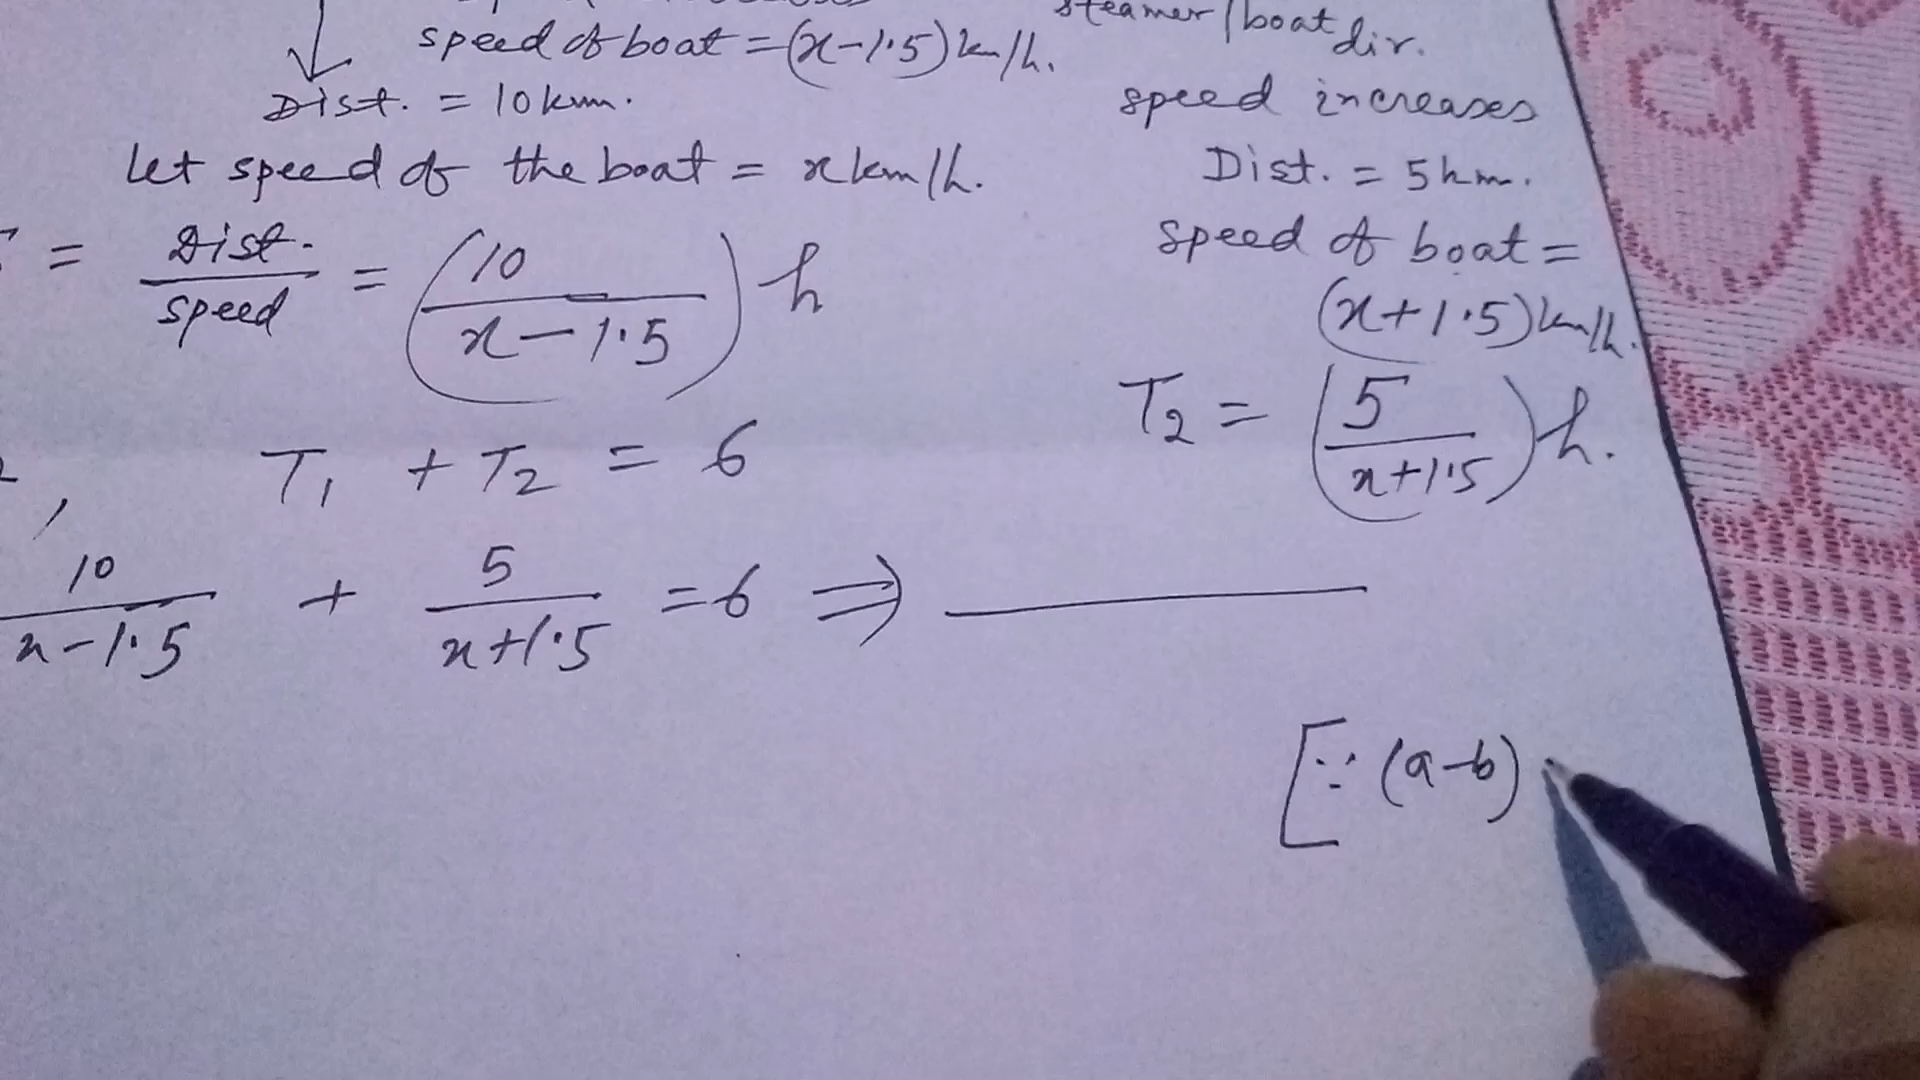 steamer/boat dir.
speed of boat = (x-1.5) km/h.
Dist. = 10 km.
speed increases
Let speed of the boat = x km/h.
Dist. = 5 km.
= Dist./speed = (10/x-1.5) h
speed of boat =
(x+1.5) km/h.
T1 + T2 = 6
T2 = (5/x+1.5) h.
10/x-1.5 + 5/x+1.5 = 6 ⇒
[∵ (a-b)